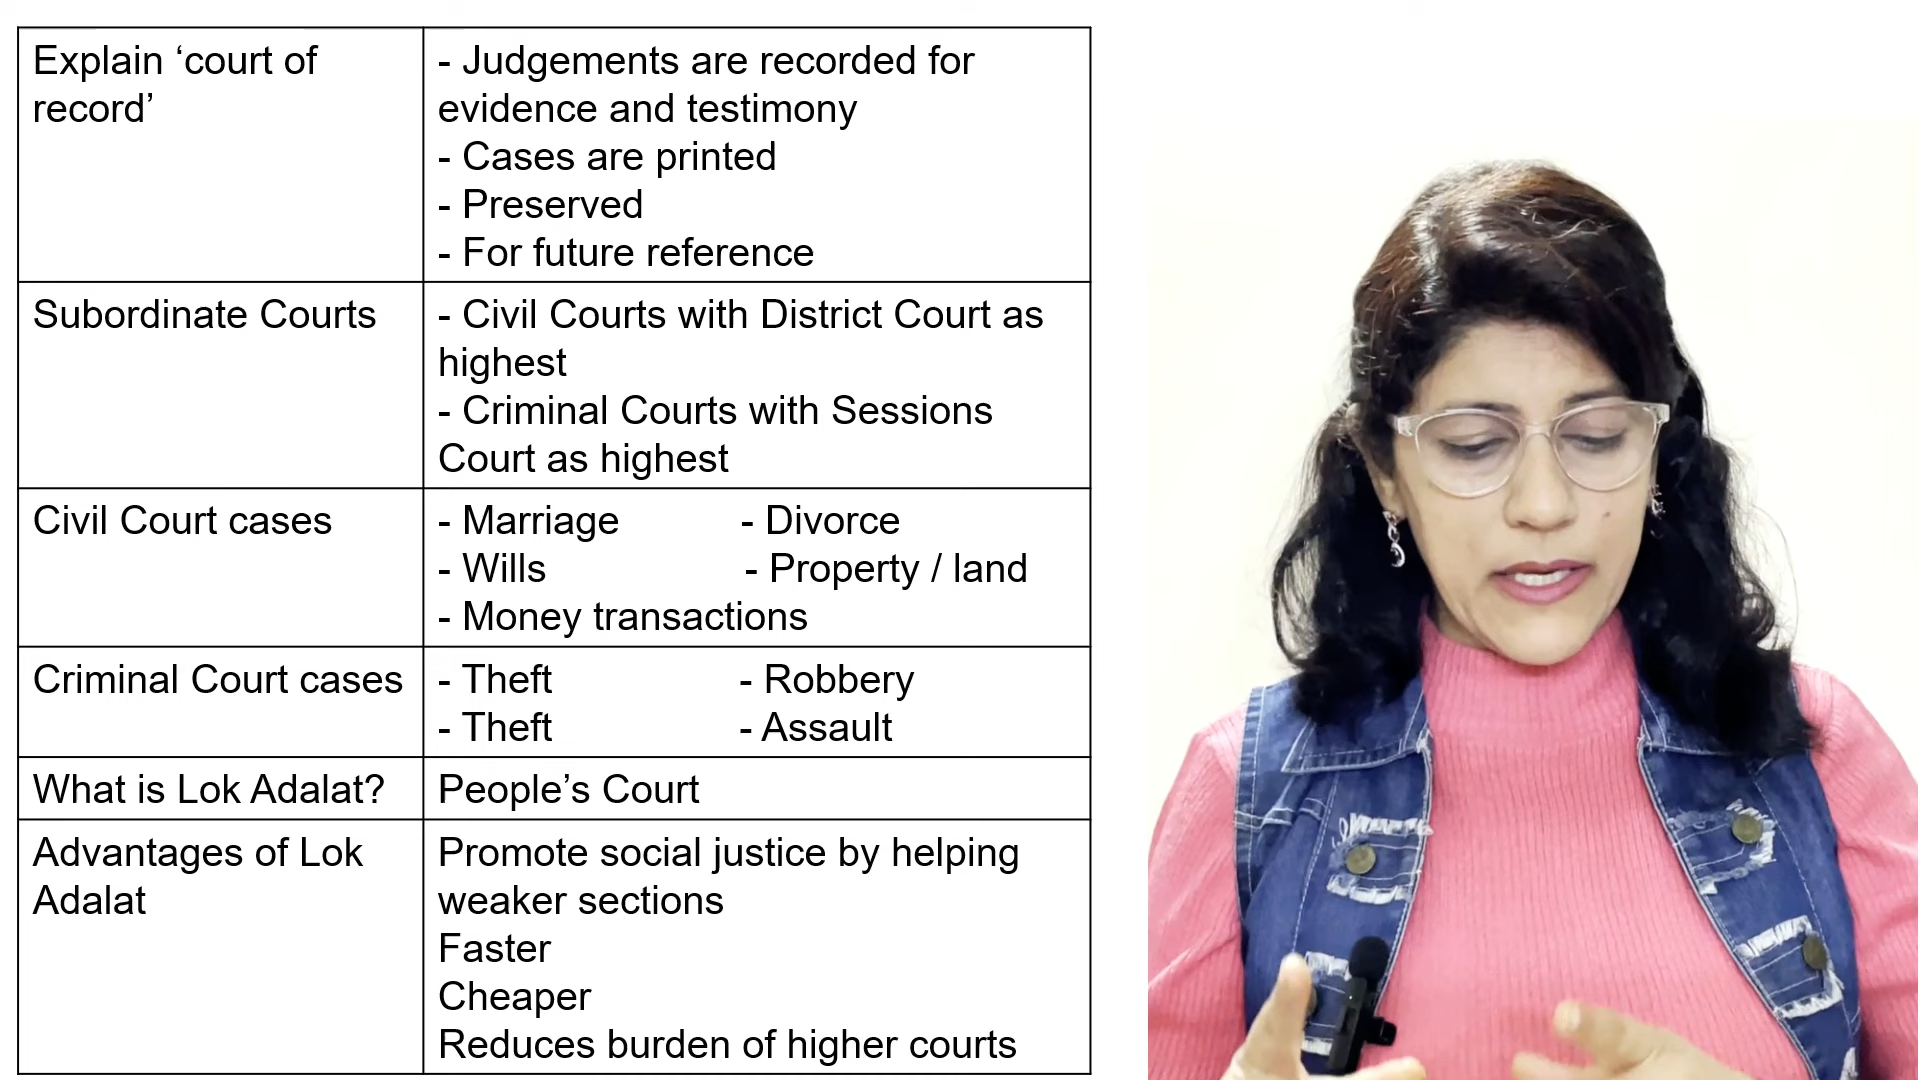 Explain ‘court of
record’
- Judgements are recorded for
evidence and testimony
- Cases are printed
- Preserved
- For future reference
Subordinate Courts
- Civil Courts with District Court as
highest
- Criminal Courts with Sessions
Court as highest
Civil Court cases
- Marriage - Divorce
- Wills - Property / land
- Money transactions
Criminal Court cases
- Theft - Robbery
- Theft - Assault
What is Lok Adalat?
People’s Court
Advantages of Lok
Adalat
Promote social justice by helping
weaker sections
Faster
Cheaper
Reduces burden of higher courts